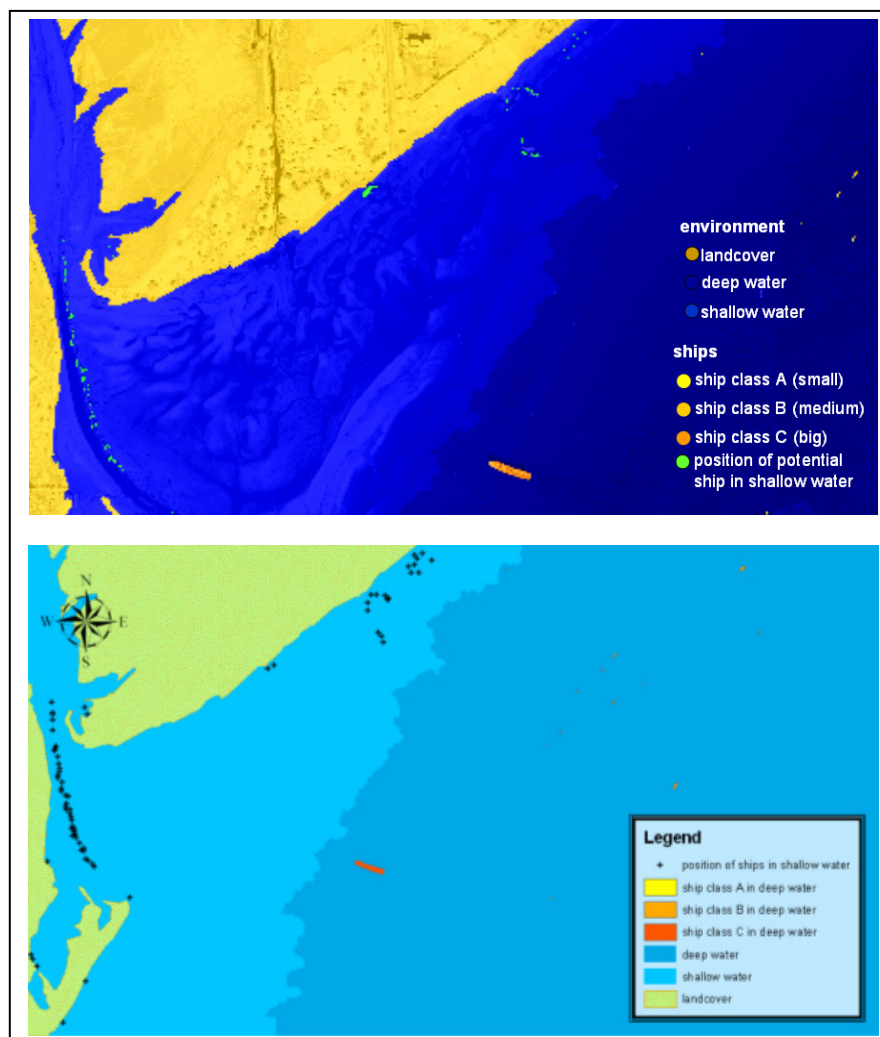 environment
landcover
deep water
shallow water
ships
ship class A (small)
ship class B (medium)
ship class C (big)
position of potential
ship in shallow water
N
W E
S
Legend
position of ships in shallow water
ship class A in deep water
ship class B in deep water
ship class C in deep water
deep water
shallow water
landcover